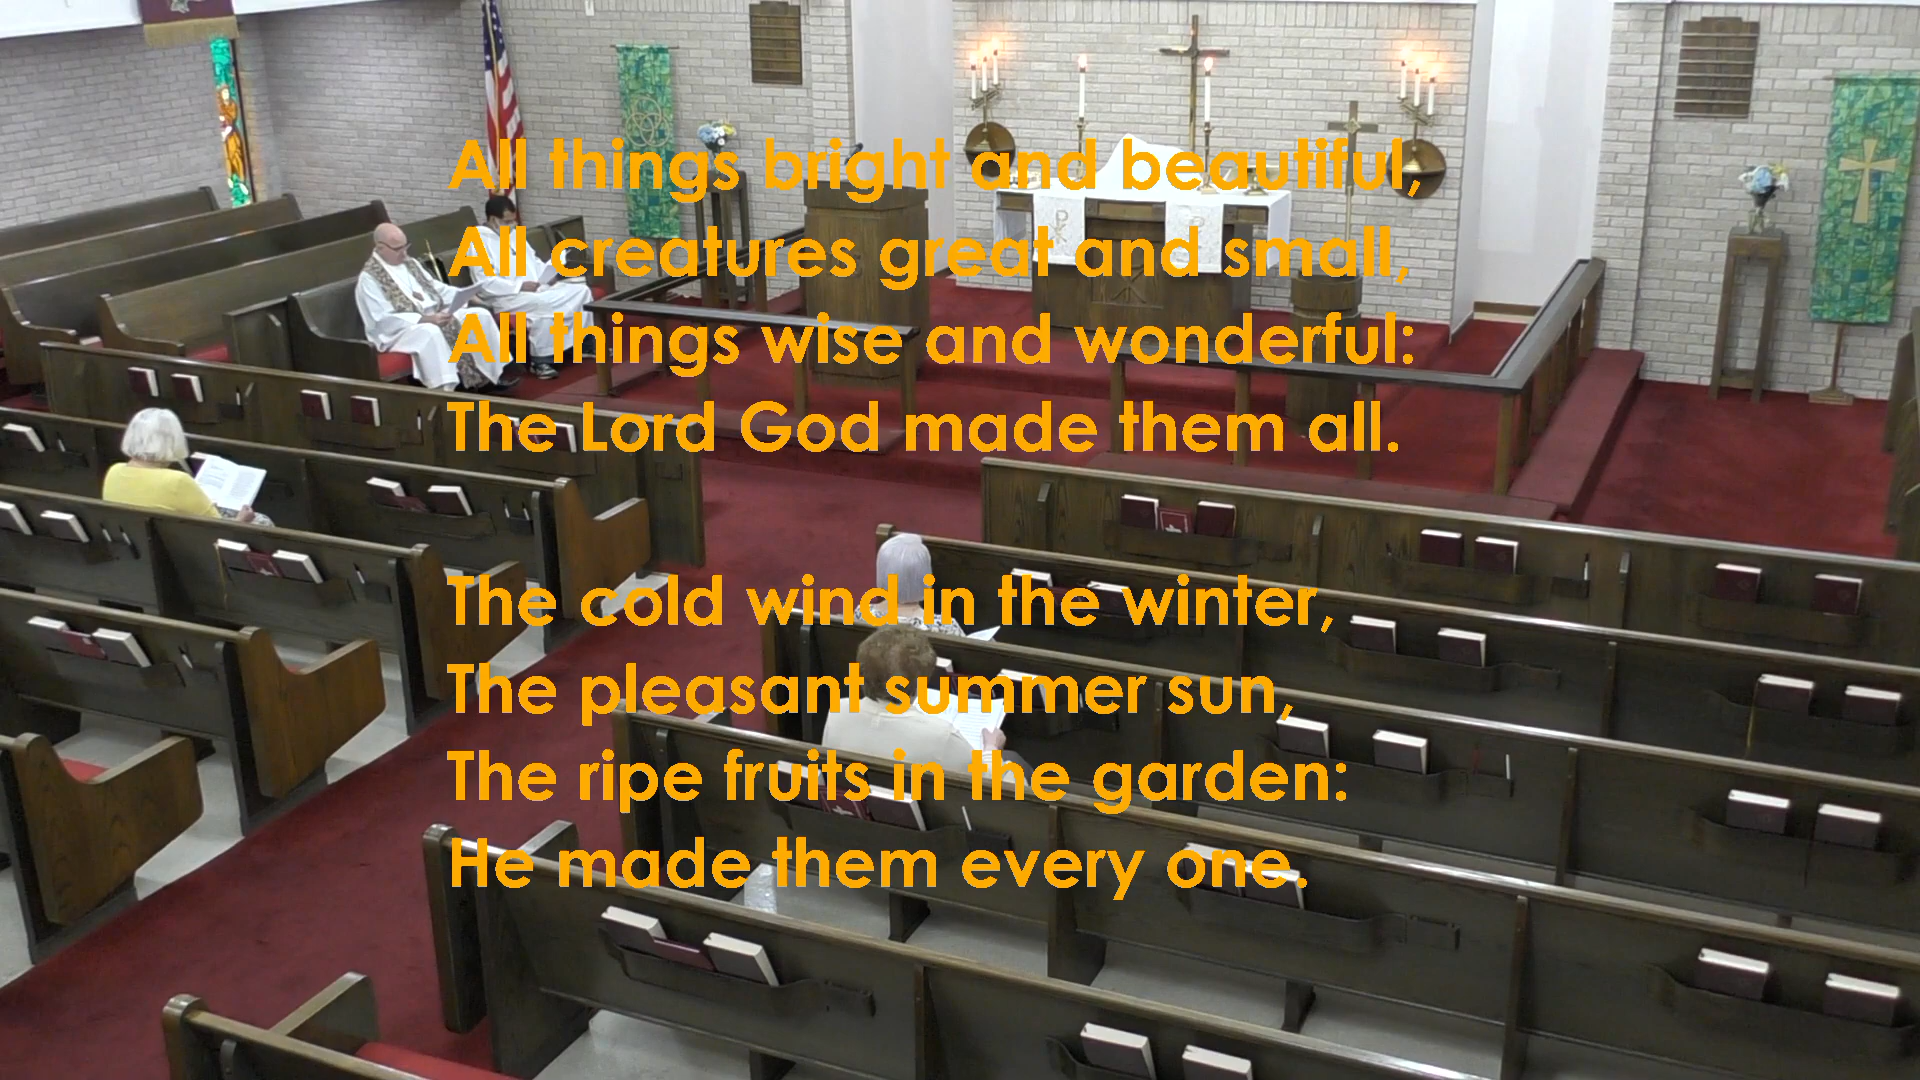 All things bright and beautiful,
All creatures great and small,
All things wise and wonderful:
The Lord God made them all.
The cold wind in the winter,
The pleasant summer sun,
The ripe fruits in the garden:
He made them every one.